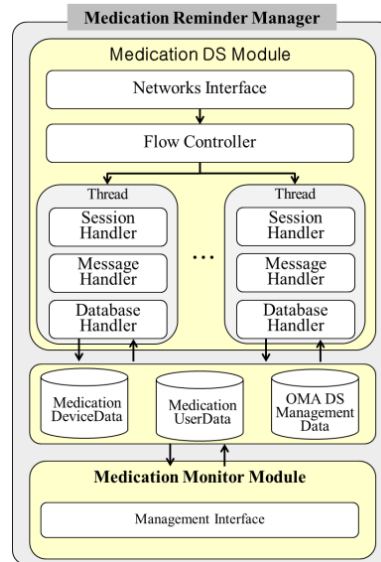 Medication Reminder Manager
Medication DS Module
Networks Interface
Flow Controller
Thread
Session
Handler
Message
Handler
Database
Handler
...
Thread
Session
Handler
Message
Handler
Database
Handler
Medication
DeviceData
Medication
UserData
OMA DS
Management
Data
Medication Monitor Module
Management Interface